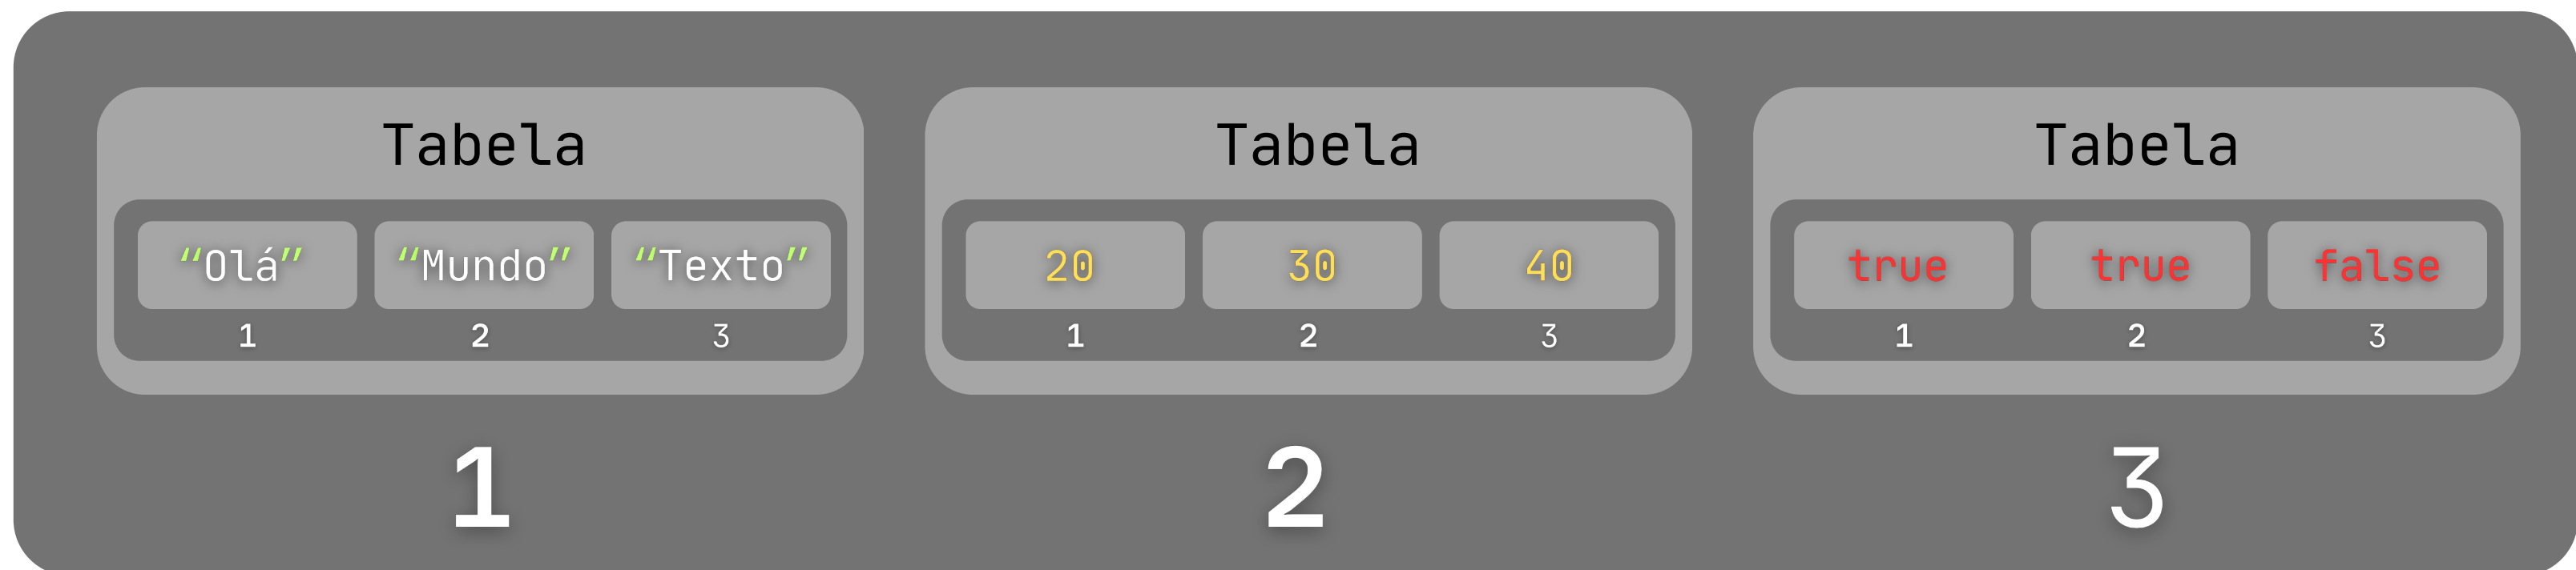 Tabela Tabela Tabela
“Olá” “Mundo” “Texto” 20 30 40 true true false
1 2 3 1 2 3 1 2 3
1 2 3